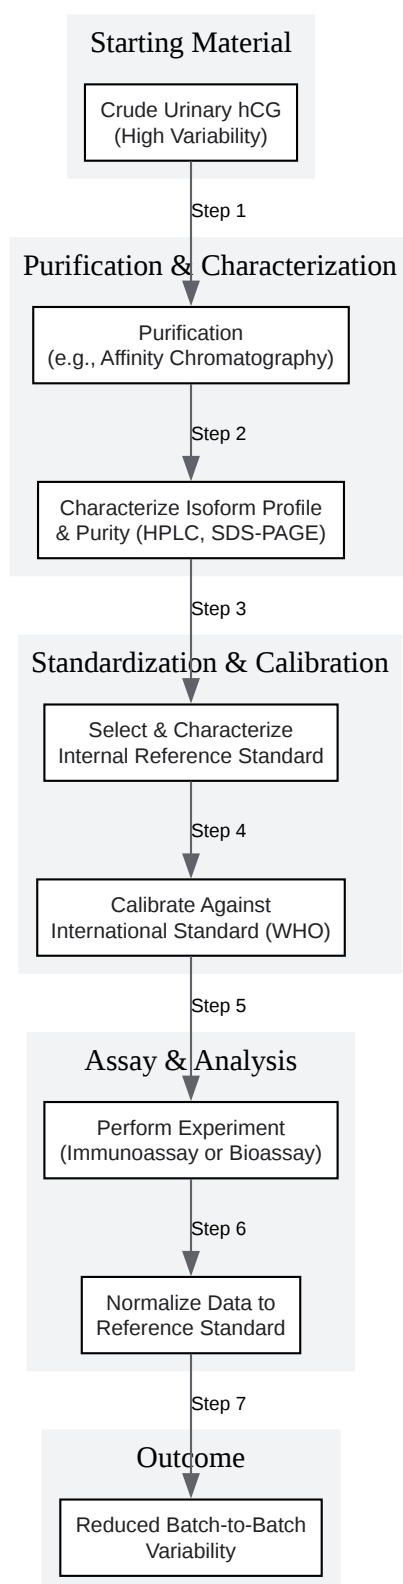 Starting Material
Crude Urinary hCG
(High Variability)
Step 1
Purification & Characterization
Purification
(e.g., Affinity Chromatography)
Step 2
Characterize Isoform Profile
& Purity (HPLC, SDS-PAGE)
Step 3
Standardization & Calibration
Select & Characterize
Internal Reference Standard
Step 4
Calibrate Against
International Standard (WHO)
Step 5
Assay & Analysis
Perform Experiment
(Immunoassay or Bioassay)
Step 6
Normalize Data to
Reference Standard
Step 7
Outcome
Reduced Batch-to-Batch
Variability